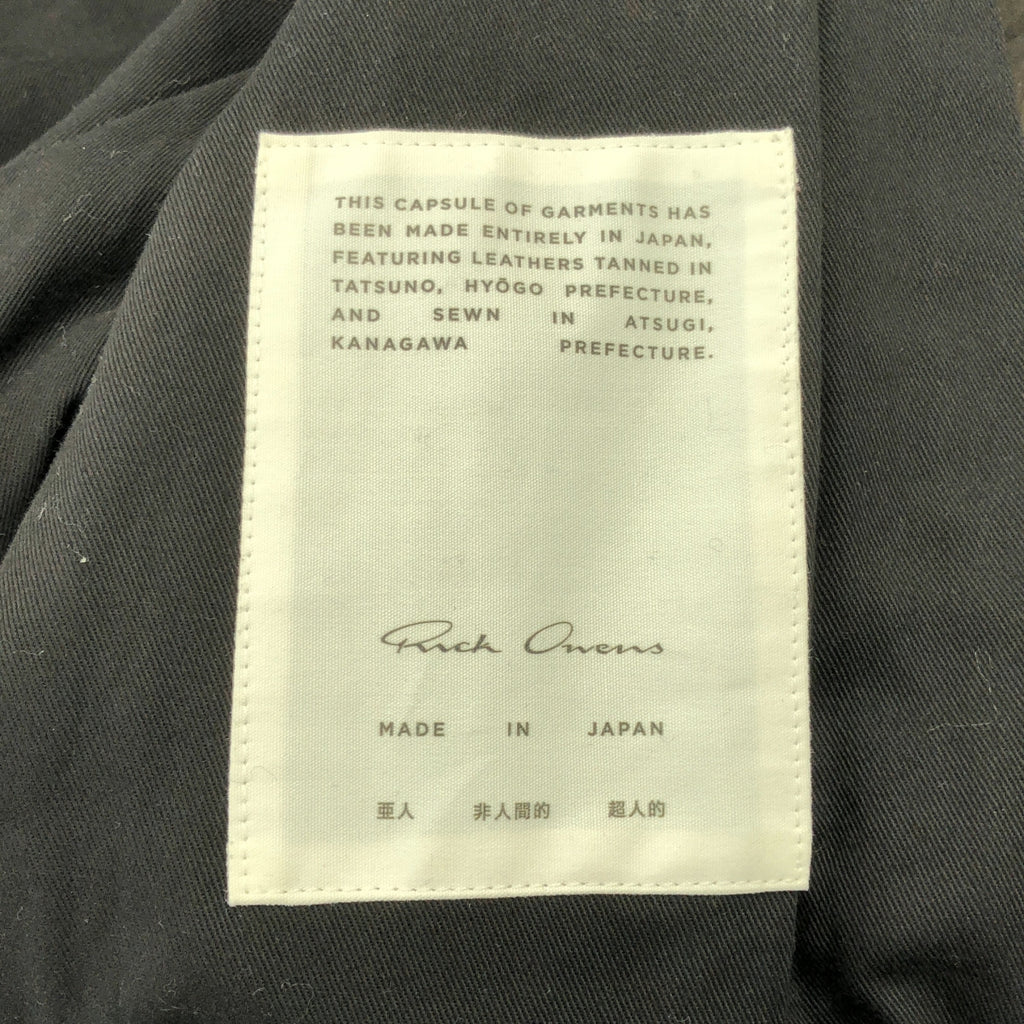 THIS CAPSULE OF GARMENTS HAS
BEEN MADE ENTIRELY IN JAPAN,
FEATURING LEATHERS TANNED IN
TATSUNO, HYŌGO PREFECTURE,
AND SEWN IN ATSUGI,
KANAGAWA PREFECTURE.
Rick Owens
MADE IN JAPAN
亜人 非人間的 超人的